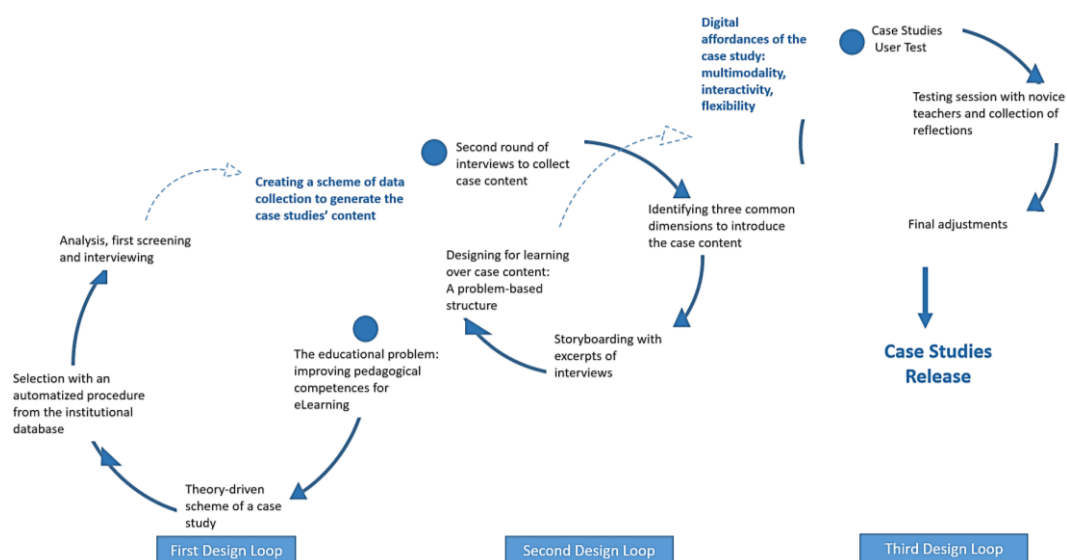 The educational problem:
improving pedagogical
competences for
eLearning
Theory-driven
scheme of a case
study
Selection with an
automatized procedure
from the institutional
database
Analysis, first screening
and interviewing
Creating a scheme of data
collection to generate the
case studies’ content
First Design Loop
Second round of
interviews to collect
case content
Identifying three common
dimensions to introduce
the case content
Storyboarding with
excerpts of
interviews
Designing for learning
over case content:
A problem-based
structure
Digital
affordances of the
case study:
multimodality,
interactivity,
flexibility
Second Design Loop
Case Studies
User Test
Testing session with novice
teachers and collection of
reflections
Final adjustments
Case Studies
Release
Third Design Loop